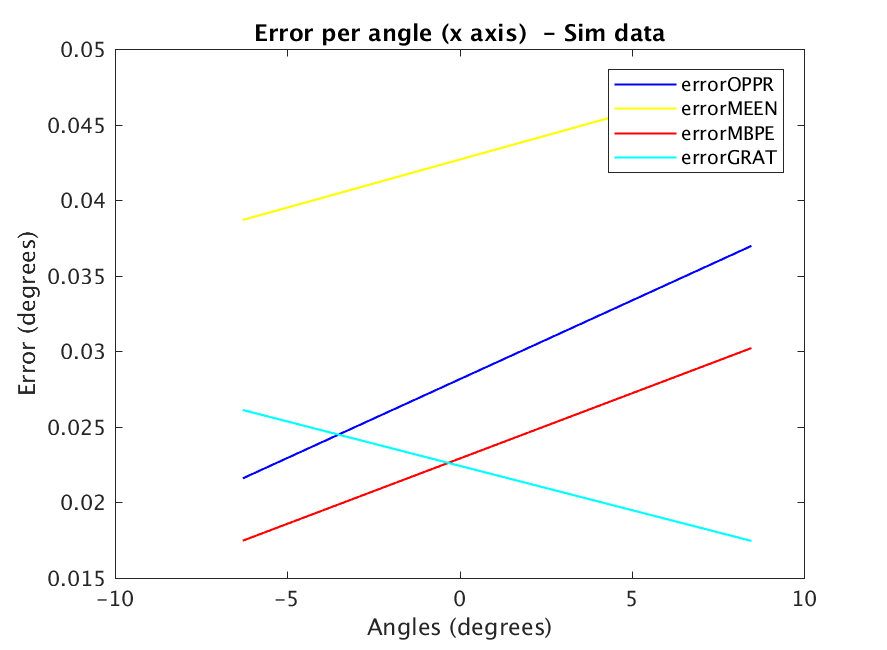 Error per angle (x axis)  - Sim data
0.05
0.045
0.04
0.035
0.03
0.025
0.02
0.015
Error (degrees)
errorOPPR
errorMEEN
errorMBPE
errorGRAT
-10
-5
0
5
10
Angles (degrees)